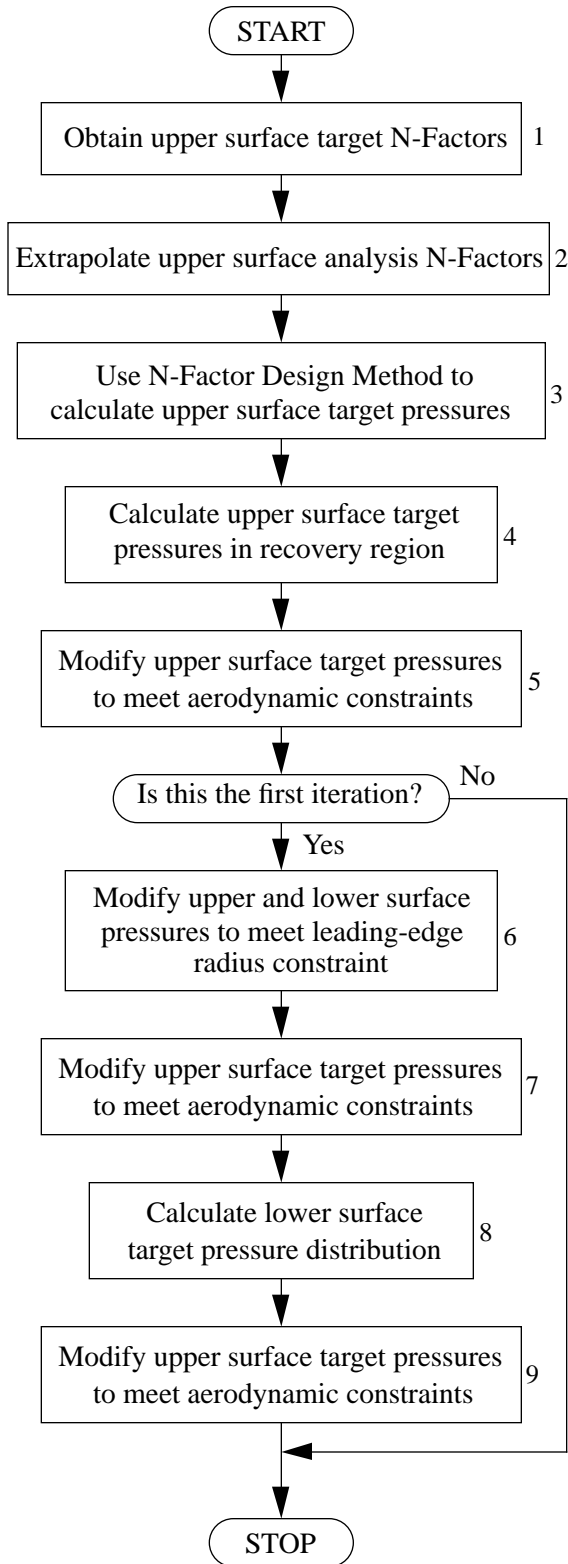 START
Obtain upper surface target N-Factors
1
Extrapolate upper surface analysis N-Factors
2
Use N-Factor Design Method to
calculate upper surface target pressures
3
Calculate upper surface target
pressures in recovery region
4
Modify upper surface target pressures
to meet aerodynamic constraints
5
Is this the first iteration?
No
Yes
Modify upper and lower surface
pressures to meet leading-edge
radius constraint
6
Modify upper surface target pressures
to meet aerodynamic constraints
7
Calculate lower surface
target pressure distribution
8
Modify upper surface target pressures
to meet aerodynamic constraints
9
STOP